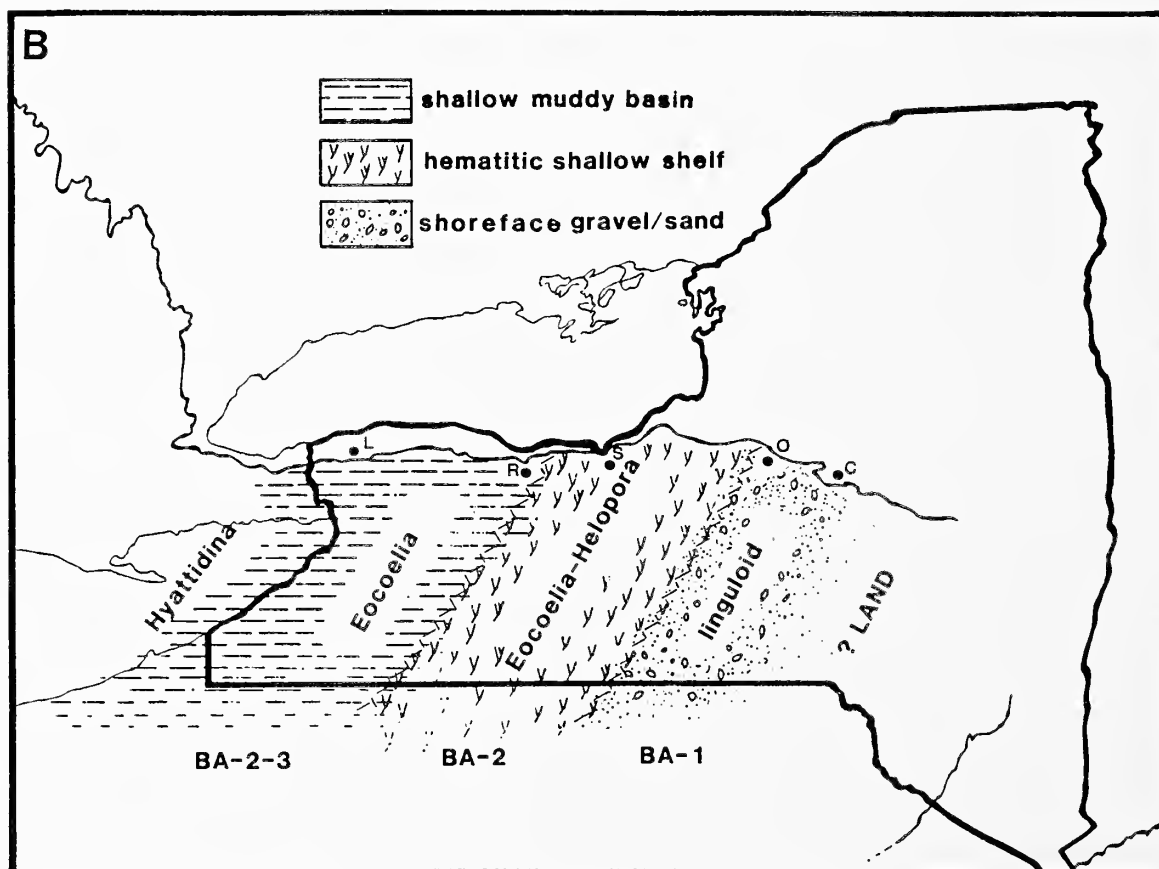 B
shallow muddy basin
hematitic shallow shelf
shoreface gravel/sand
L
R
S
O
C
Hyattidina
Eocoelia
Eocoelia-Helopora
linguloid
? LAND
BA-2-3
BA-2
BA-1